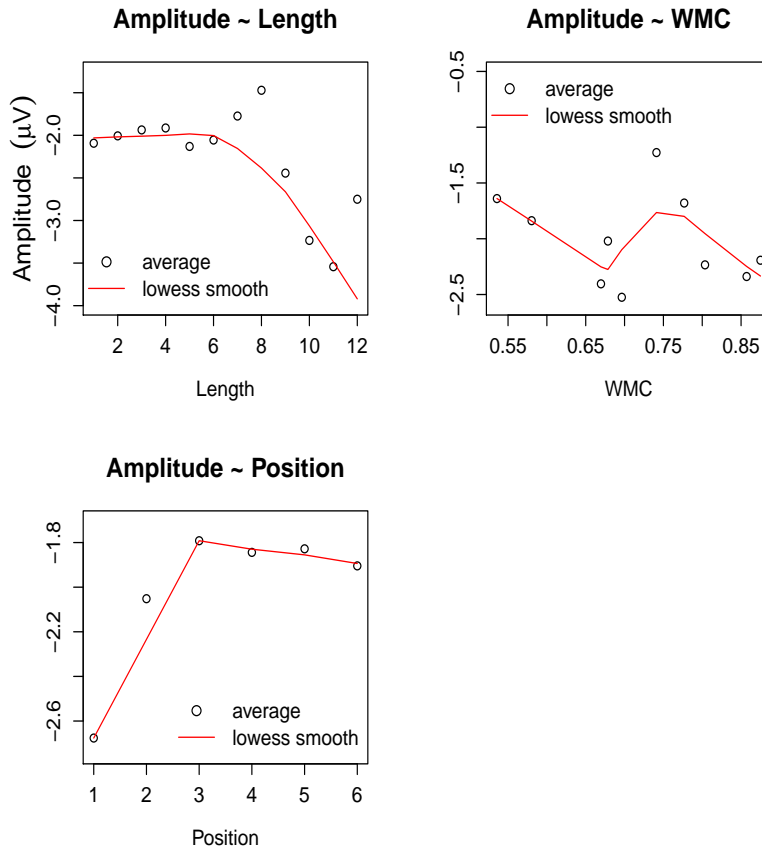 Amplitude ~ Length
Amplitude (μV)
−2.0
−3.0
−4.0
average
lowess smooth
2 4 6 8 10 12
Length
Amplitude ~ WMC
−0.5
−1.5
−2.5
average
lowess smooth
0.55 0.65 0.75 0.85
WMC
Amplitude ~ Position
−1.8
−2.2
−2.6
average
lowess smooth
1 2 3 4 5 6
Position